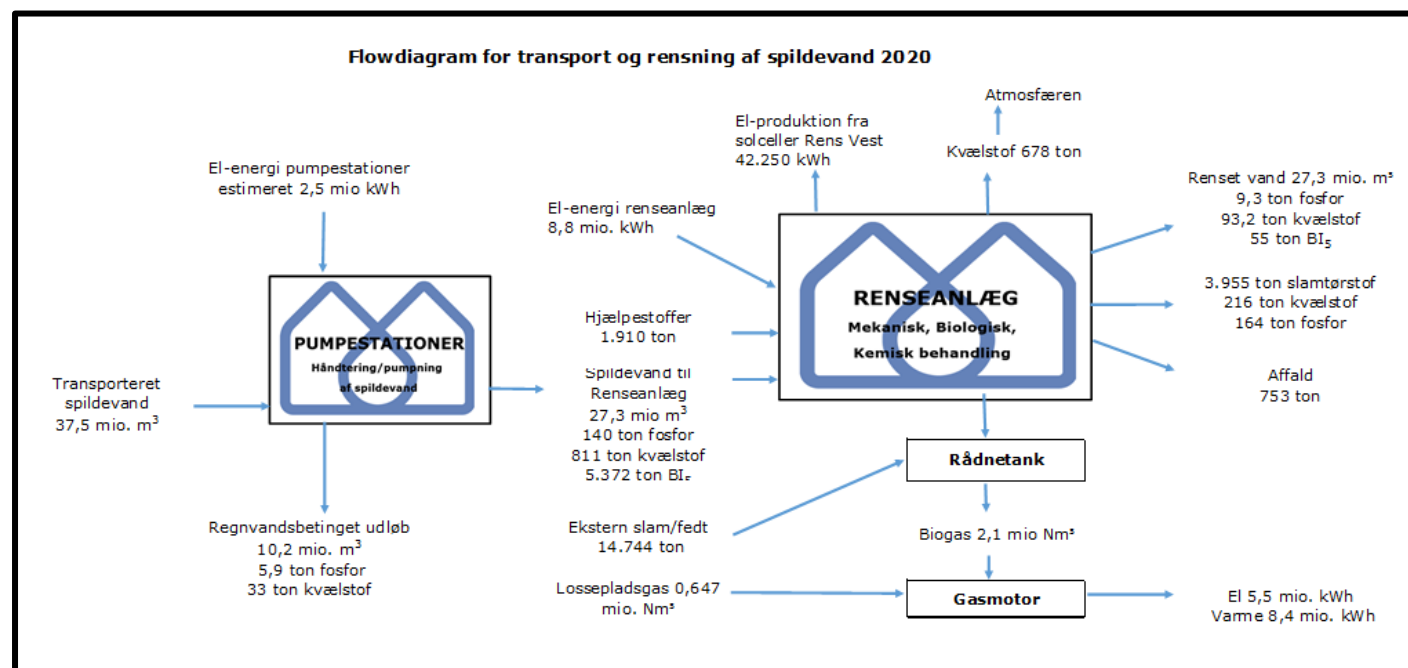 Flowdiagram for transport og rensning af spildevand 2020
Atmosfæren
El-produktion fra
solceller Rens Vest
42.250 kWh
Kvælstof 678 ton
El-energi pumpestationer
estimeret 2,5 mio kWh
Renset vand 27,3 mio. m³
9,3 ton fosfor
93,2 ton kvælstof
55 ton BI₅
El-energi renseanlæg
8,8 mio. kWh
RENSEANLÆG
Mekanisk, Biologisk,
Kemisk behandling
3.955 ton slamtørstof
216 ton kvælstof
164 ton fosfor
Hjælpestoffer
1.910 ton
PUMPESTATIONER
Håndtering/pumpning
af spildevand
Transporteret
spildevand
37,5 mio. m³
Spildevand til
Renseanlæg
27,3 mio m³
140 ton fosfor
811 ton kvælstof
5.372 ton BI₅
Affald
753 ton
Rådnetank
Regnvandsbetinget udløb
10,2 mio. m³
5,9 ton fosfor
33 ton kvælstof
Ekstern slam/fedt
14.744 ton
Biogas 2,1 mio Nm³
Lossepladsgas 0,647
mio. Nm³
Gasmotor
El 5,5 mio. kWh
Varme 8,4 mio. kWh